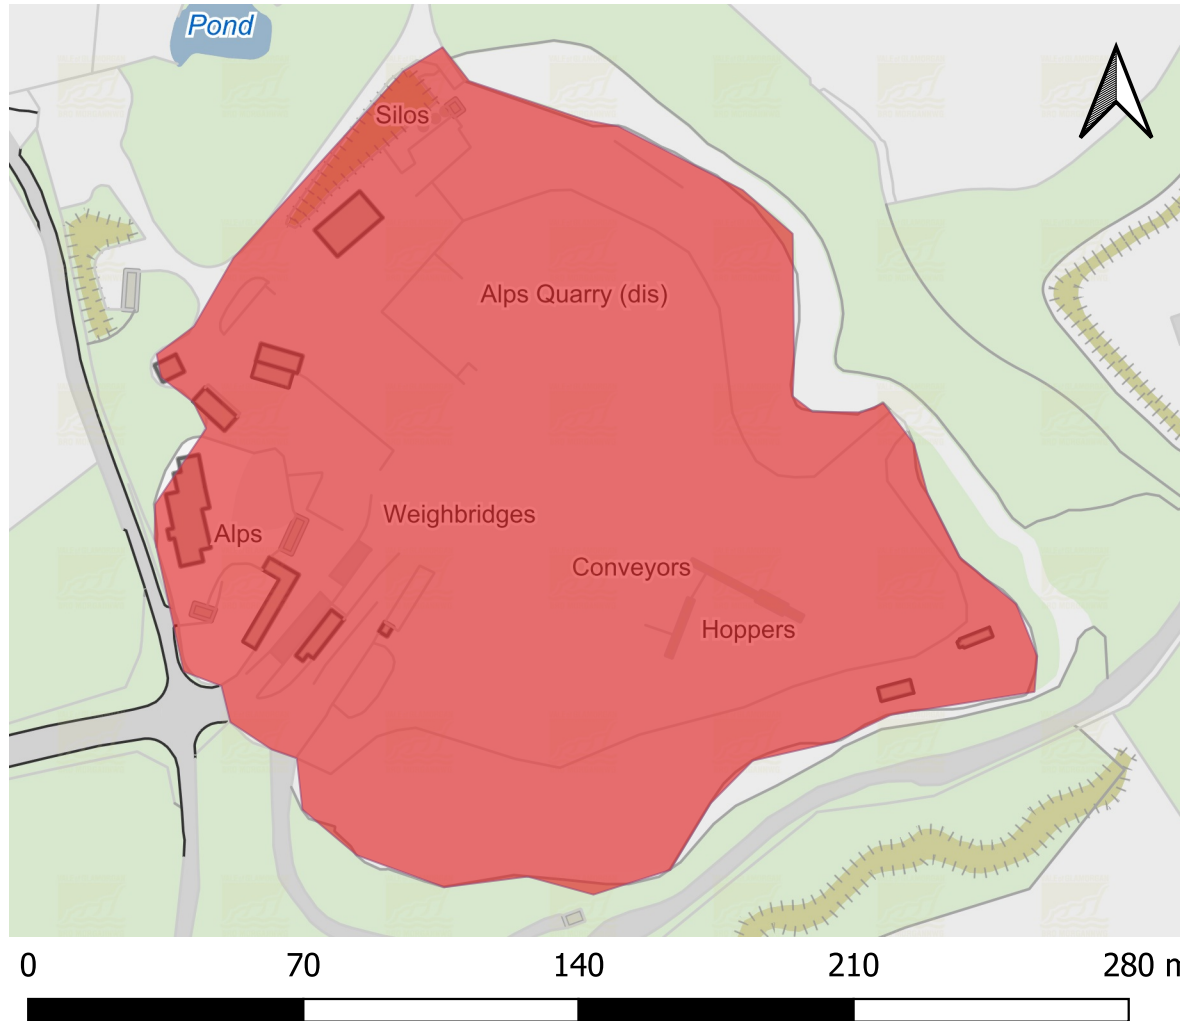 Pond
Silos
Alps Quarry (dis)
Weighbridges
Alps
Conveyors
Hoppers
0 70 140 210 280 m